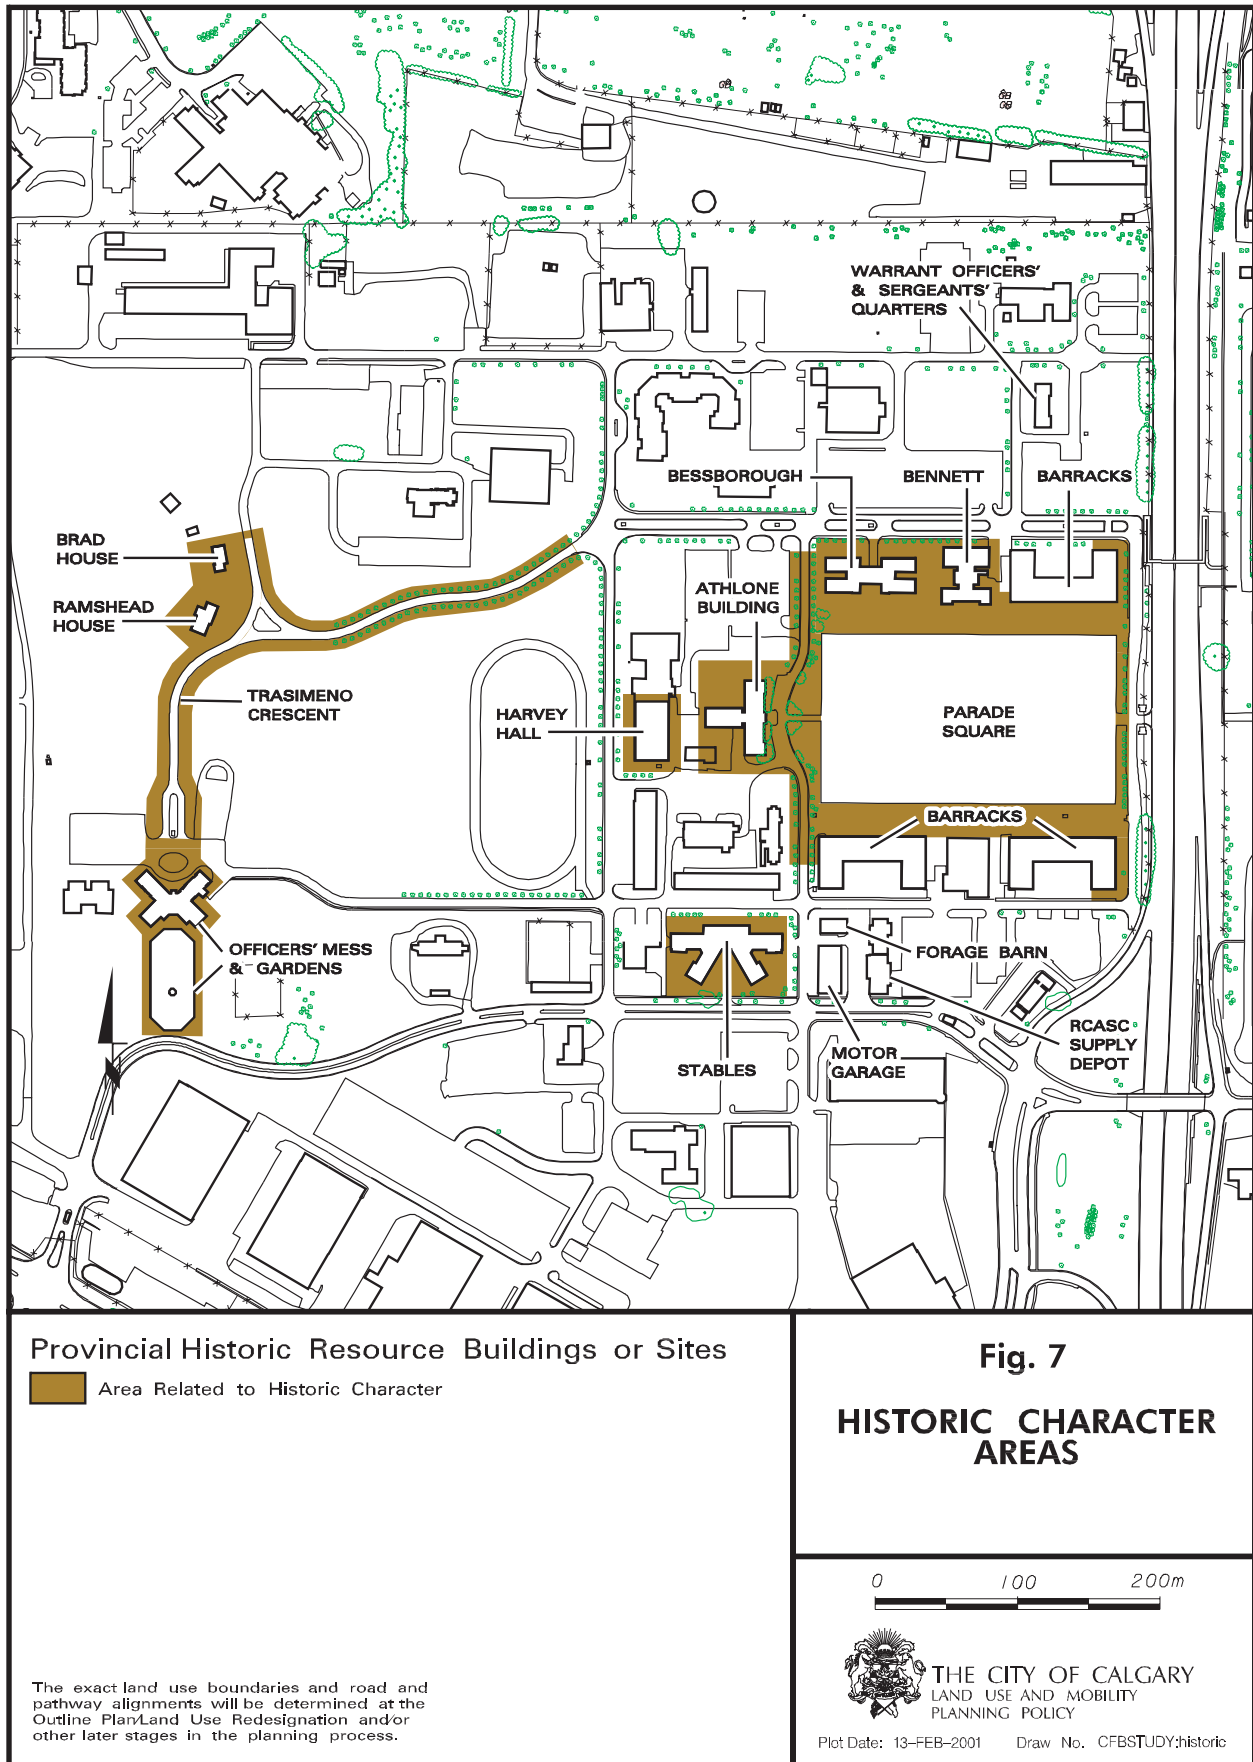 WARRANT OFFICERS'
& SERGEANTS'
QUARTERS
BESSBOROUGH
BENNETT
BARRACKS
BRAD
HOUSE
RAMSHEAD
HOUSE
ATHLONE
BUILDING
TRASIMENO
CRESCENT
HARVEY
HALL
PARADE
SQUARE
BARRACKS
OFFICERS' MESS
& GARDENS
FORAGE BARN
RCASC
SUPPLY
DEPOT
MOTOR
GARAGE
STABLES
Provincial Historic Resource Buildings or Sites
Area Related to Historic Character
The exact land use boundaries and road and
pathway alignments will be determined at the
Outline Plan/Land Use Redesignation and/or
other later stages in the planning process.
Fig. 7
HISTORIC CHARACTER
AREAS
0 100 200m
THE CITY OF CALGARY
LAND USE AND MOBILITY
PLANNING POLICY
Plot Date: 13-FEB-2001 Draw No. CFBSTUDY:historic